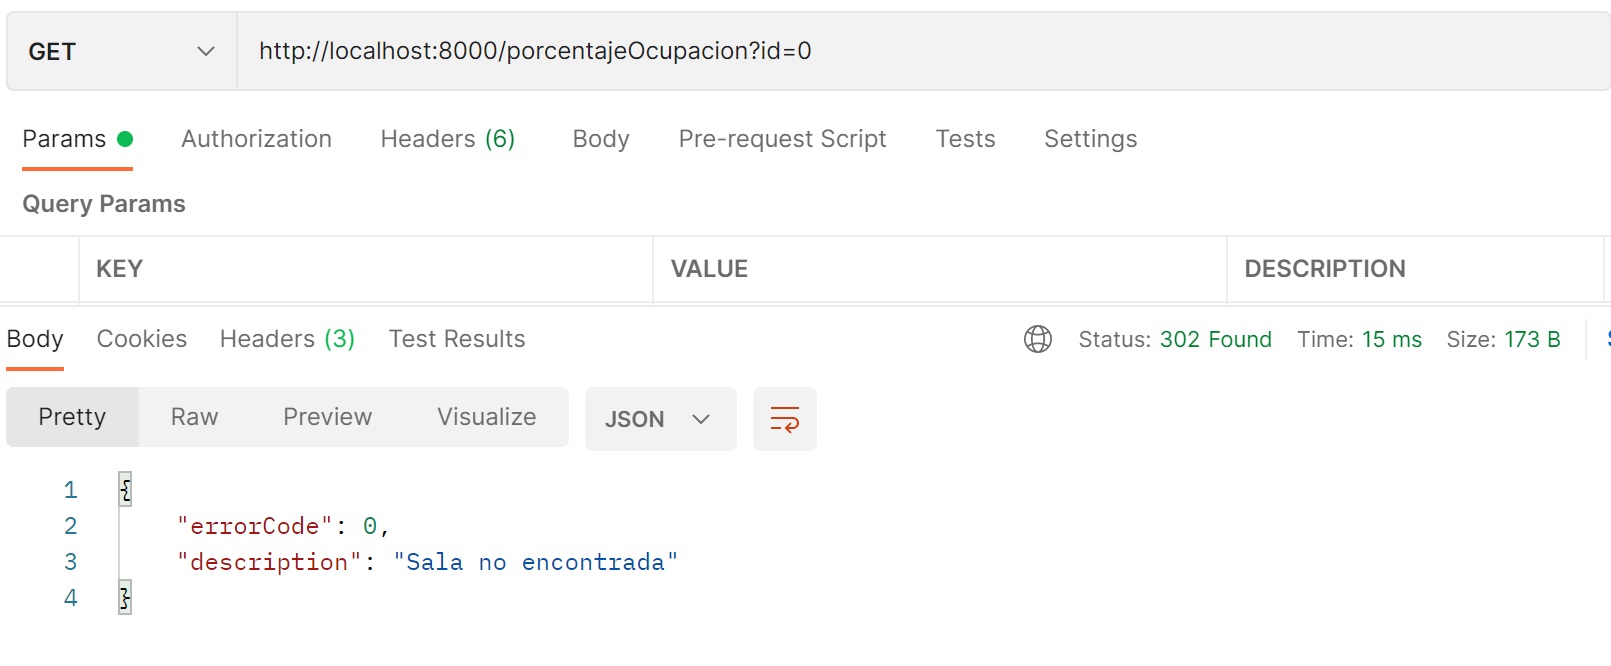 GET http://localhost:8000/porcentajeOcupacion?id=0
Params Authorization Headers (6) Body Pre-request Script Tests Settings
Query Params
KEY VALUE DESCRIPTION
Body Cookies Headers (3) Test Results Status: 302 Found Time: 15 ms Size: 173 B
Pretty Raw Preview Visualize JSON
1 {
2 "errorCode": 0,
3 "description": "Sala no encontrada"
4 }